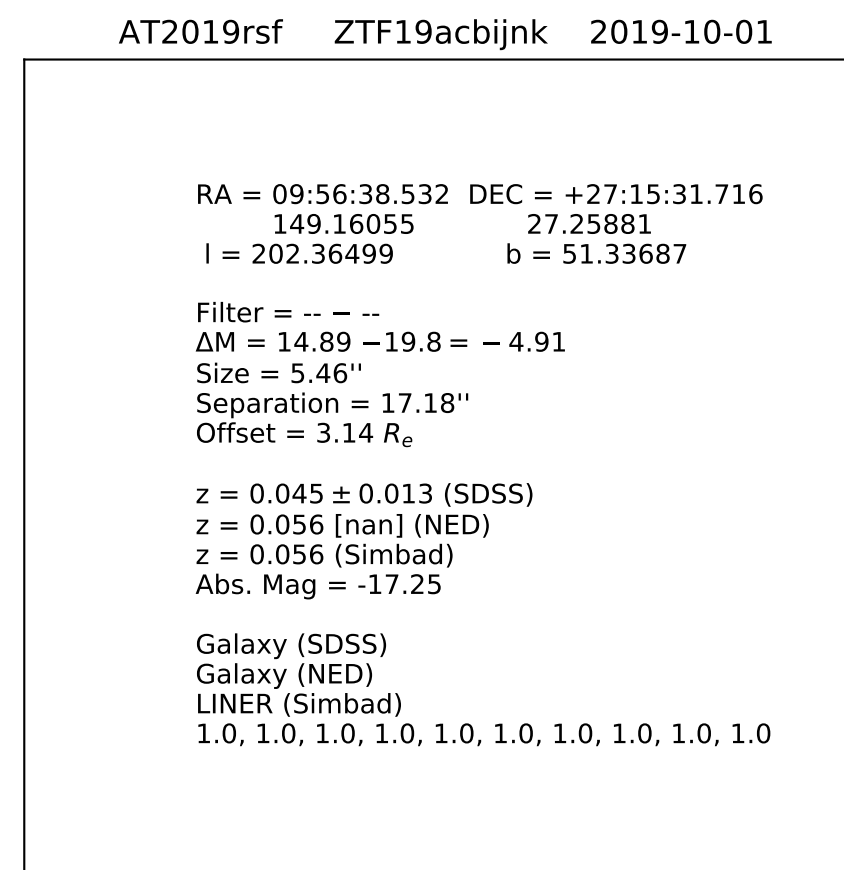 AT2019rsf ZTF19acbijnk 2019-10-01
RA = 09:56:38.532 DEC = +27:15:31.716
149.16055 27.25881
l = 202.36499 b = 51.33687
Filter = -- − --
ΔM = 14.89 −19.8 = − 4.91
Size = 5.46''
Separation = 17.18''
Offset = 3.14 Rₑ
z = 0.045 ± 0.013 (SDSS)
z = 0.056 [nan] (NED)
z = 0.056 (Simbad)
Abs. Mag = -17.25
Galaxy (SDSS)
Galaxy (NED)
LINER (Simbad)
1.0, 1.0, 1.0, 1.0, 1.0, 1.0, 1.0, 1.0, 1.0, 1.0